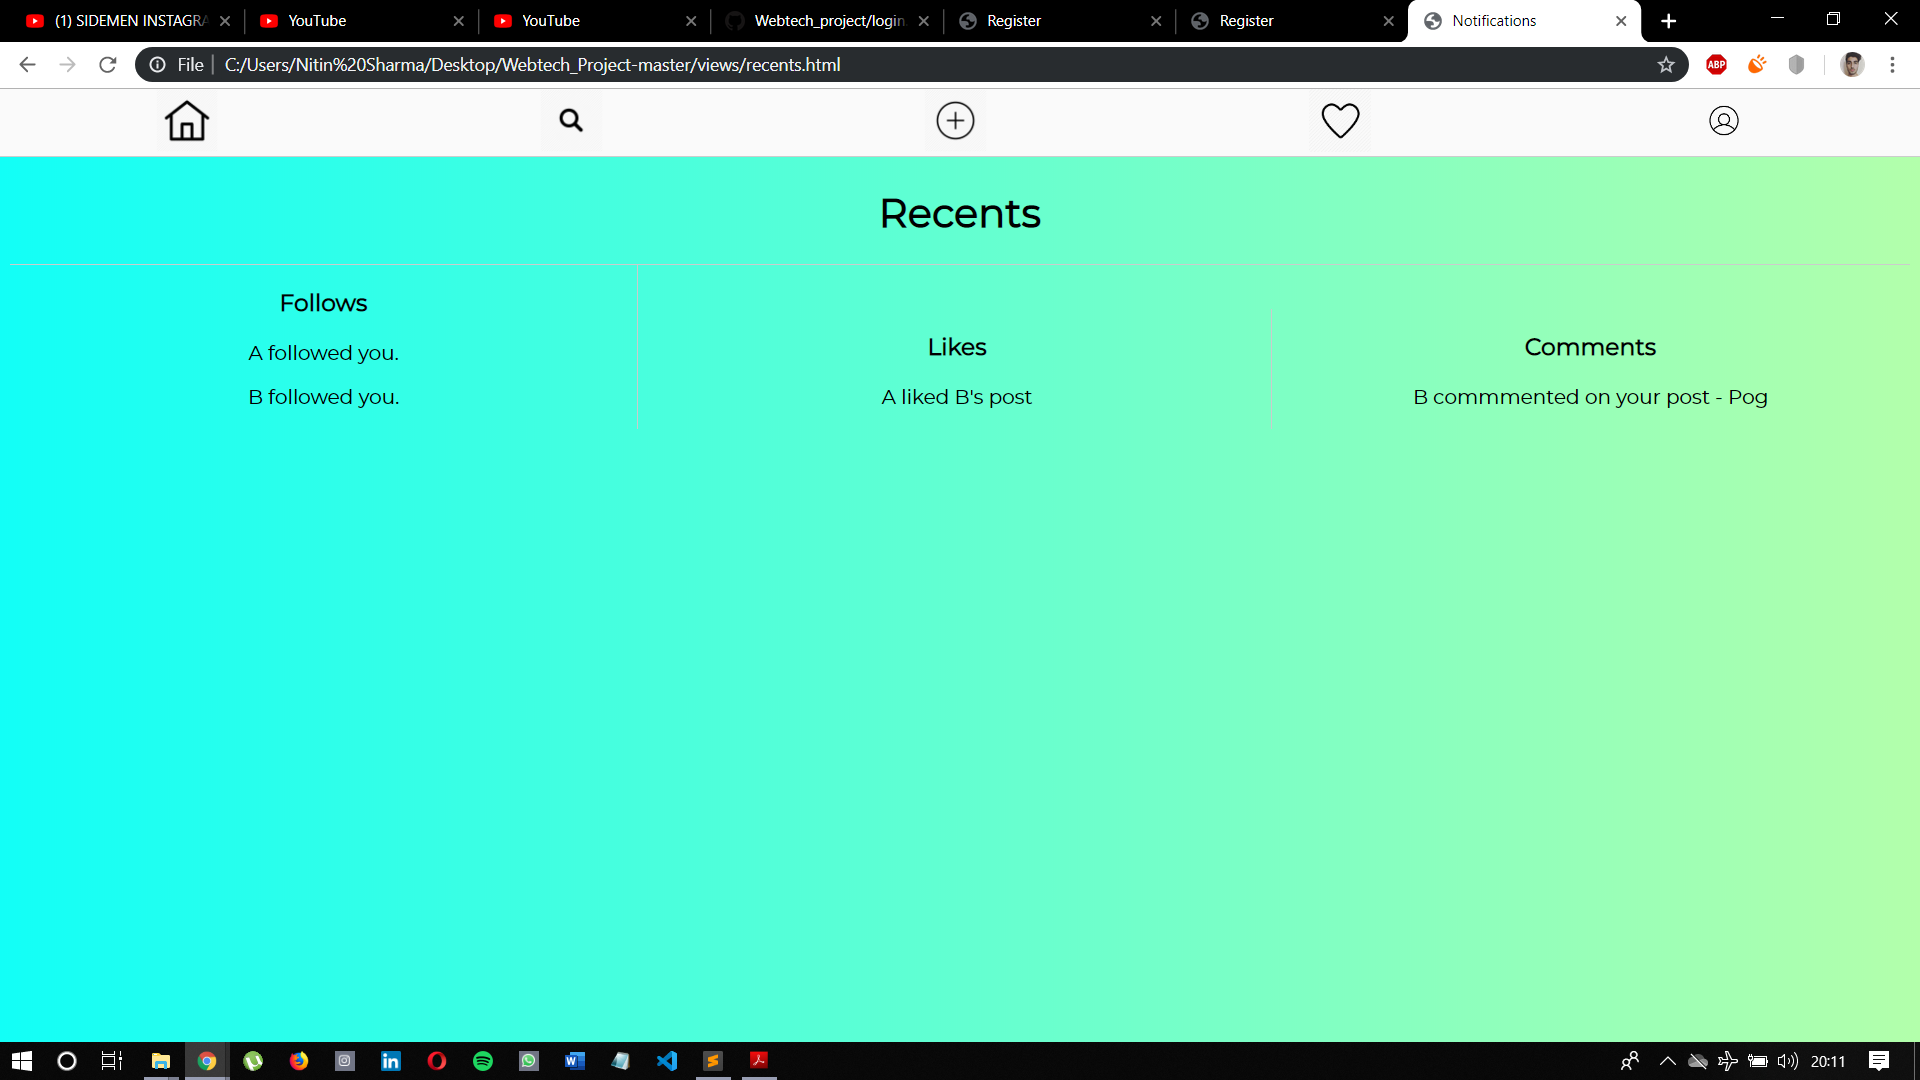 (1) SIDEMEN INSTAGRA
YouTube
YouTube
Webtech_project/login.
Register
Register
Notifications
File
C:/Users/Nitin%20Sharma/Desktop/Webtech_Project-master/views/recents.html
ABP
Recents
Follows
A followed you.
B followed you.
Likes
A liked B's post
Comments
B commmented on your post - Pog
20:11